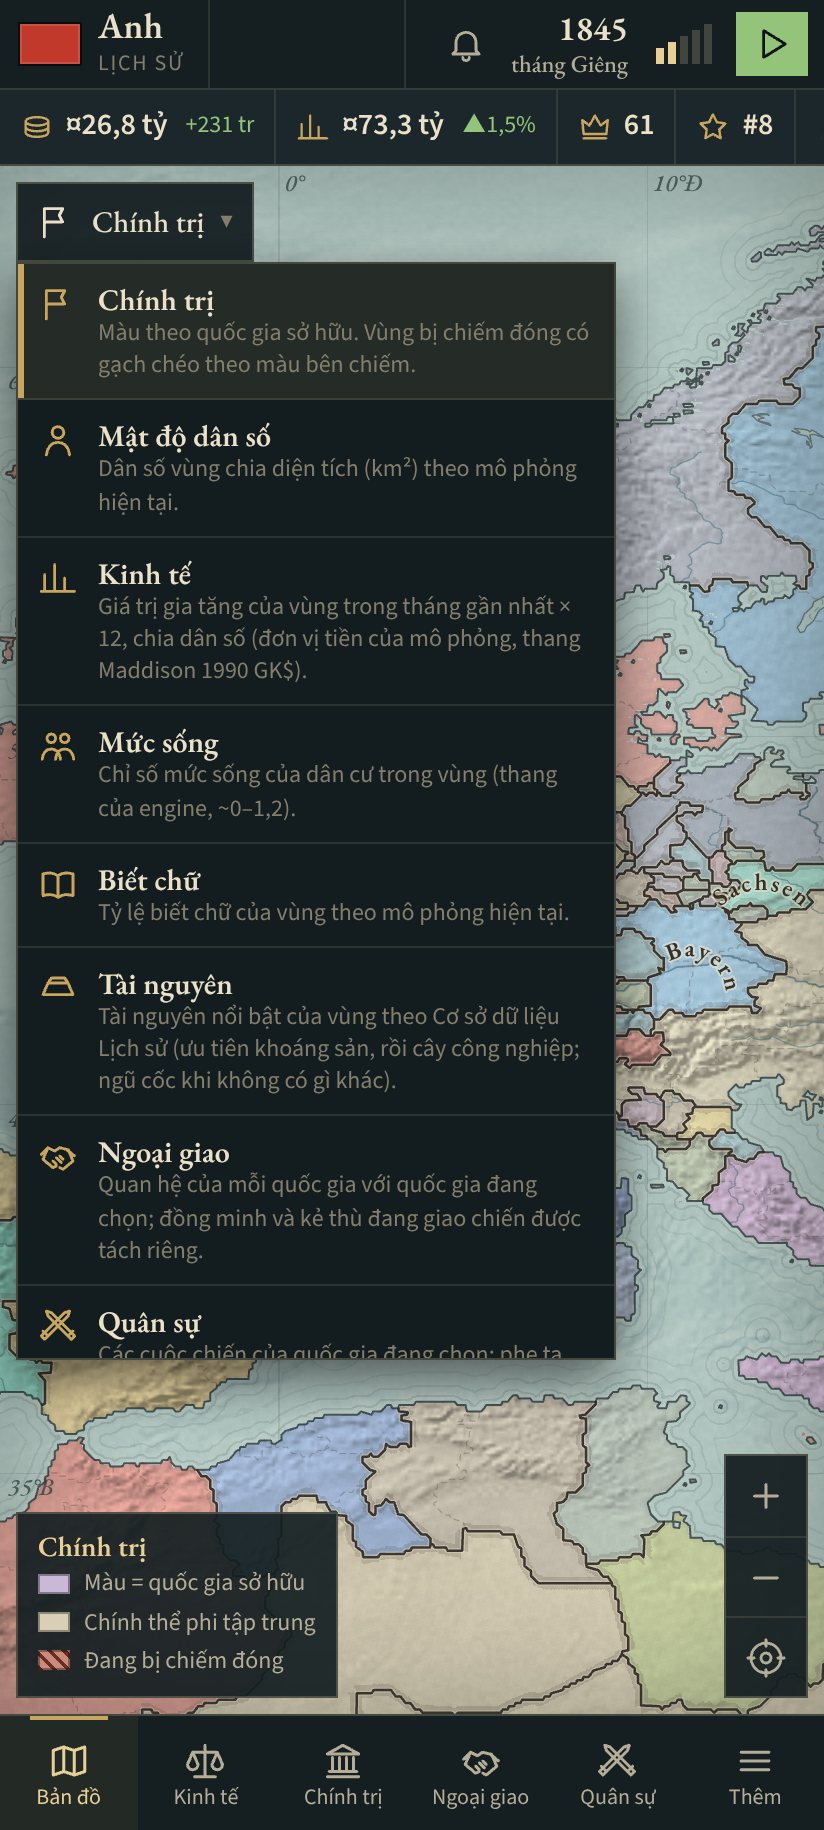 Anh
LỊCH SỬ
1845
tháng Giêng
¤26,8 tỷ +231 tr
¤73,3 tỷ ▲1,5%
61
#8
0°
10°Đ
Chính trị ▼
Chính trị
Màu theo quốc gia sở hữu. Vùng bị chiếm đóng có
gạch chéo theo màu bên chiếm.
Mật độ dân số
Dân số vùng chia diện tích (km²) theo mô phỏng
hiện tại.
Kinh tế
Giá trị gia tăng của vùng trong tháng gần nhất ×
12, chia dân số (đơn vị tiền của mô phỏng, thang
Maddison 1990 GK$).
Mức sống
Chỉ số mức sống của dân cư trong vùng (thang
của engine, ~0–1,2).
Biết chữ
Tỷ lệ biết chữ của vùng theo mô phỏng hiện tại.
Sachsen
Bayern
Tài nguyên
Tài nguyên nổi bật của vùng theo Cơ sở dữ liệu
Lịch sử (ưu tiên khoáng sản, rồi cây công nghiệp;
ngũ cốc khi không có gì khác).
Ngoại giao
Quan hệ của mỗi quốc gia với quốc gia đang
chọn; đồng minh và kẻ thù đang giao chiến được
tách riêng.
Quân sự
Các cuộc chiến của quốc gia đang chọn; phe ta
35°B
Chính trị
Màu = quốc gia sở hữu
Chính thể phi tập trung
Đang bị chiếm đóng
Bản đồ
Kinh tế
Chính trị
Ngoại giao
Quân sự
Thêm